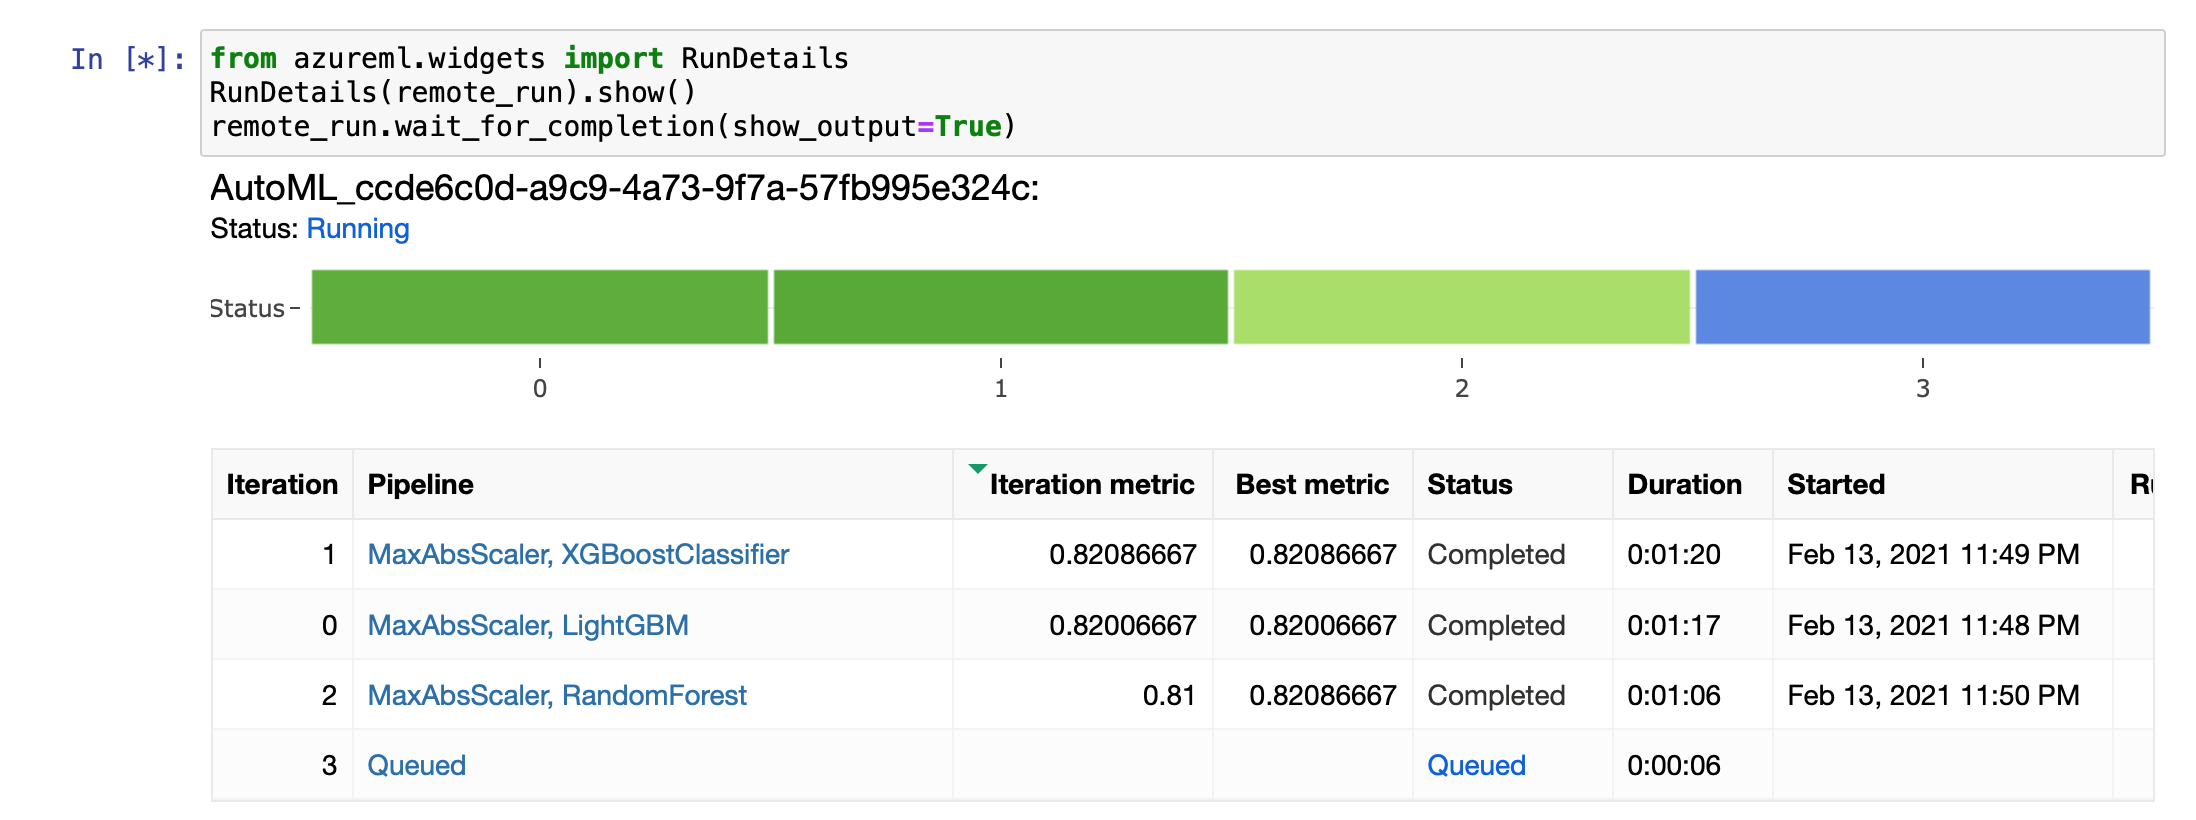 In [*]:
from azureml.widgets import RunDetails
RunDetails(remote_run).show()
remote_run.wait_for_completion(show_output=True)
AutoML_ccde6c0d-a9c9-4a73-9f7a-57fb995e324c:
Status: Running
Status
0 1 2 3
Iteration Pipeline Iteration metric Best metric Status Duration Started
1 MaxAbsScaler, XGBoostClassifier 0.82086667 0.82086667 Completed 0:01:20 Feb 13, 2021 11:49 PM
0 MaxAbsScaler, LightGBM 0.82006667 0.82006667 Completed 0:01:17 Feb 13, 2021 11:48 PM
2 MaxAbsScaler, RandomForest 0.81 0.82086667 Completed 0:01:06 Feb 13, 2021 11:50 PM
3 Queued Queued 0:00:06